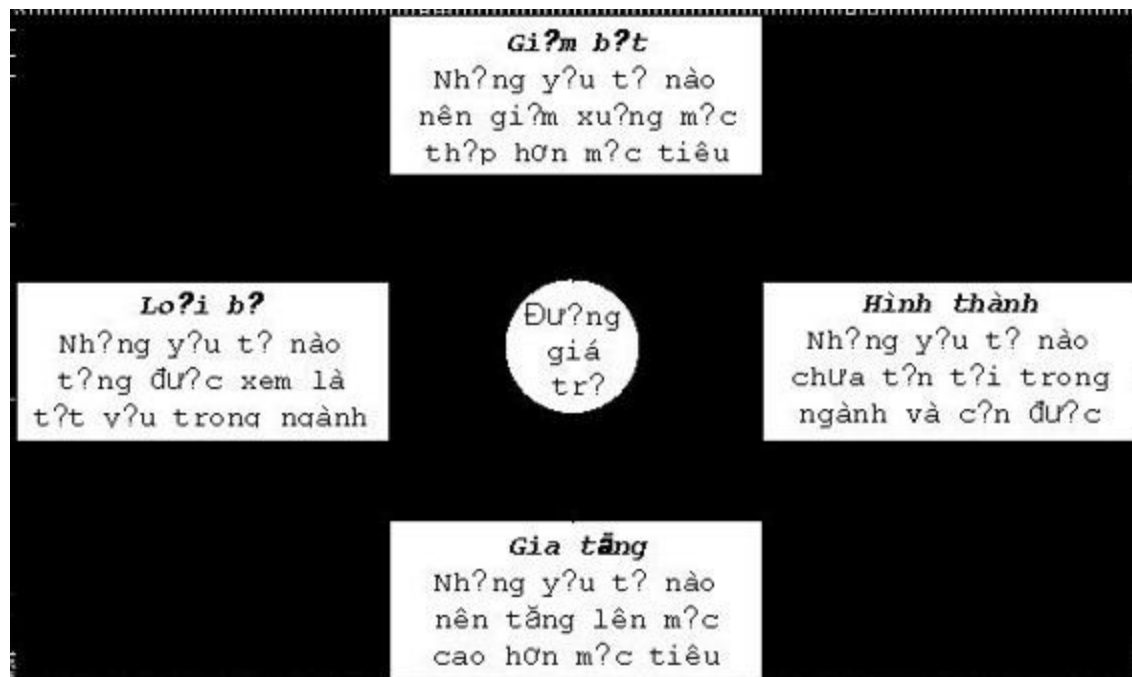 Gi?m b?t
Nh?ng y?u t? nào
nên gi?m xu?ng m?c
th?p hơn m?c tiêu
Lo?i b?
Nh?ng y?u t? nào
t?ng đư?c xem là
t?t y?u trong ngành
Đư?ng
giá
tr?
Hình thành
Nh?ng y?u t? nào
chưa t?n t?i trong
ngành và c?n đư?c
Gia tăng
Nh?ng y?u t? nào
nên tăng lên m?c
cao hơn m?c tiêu